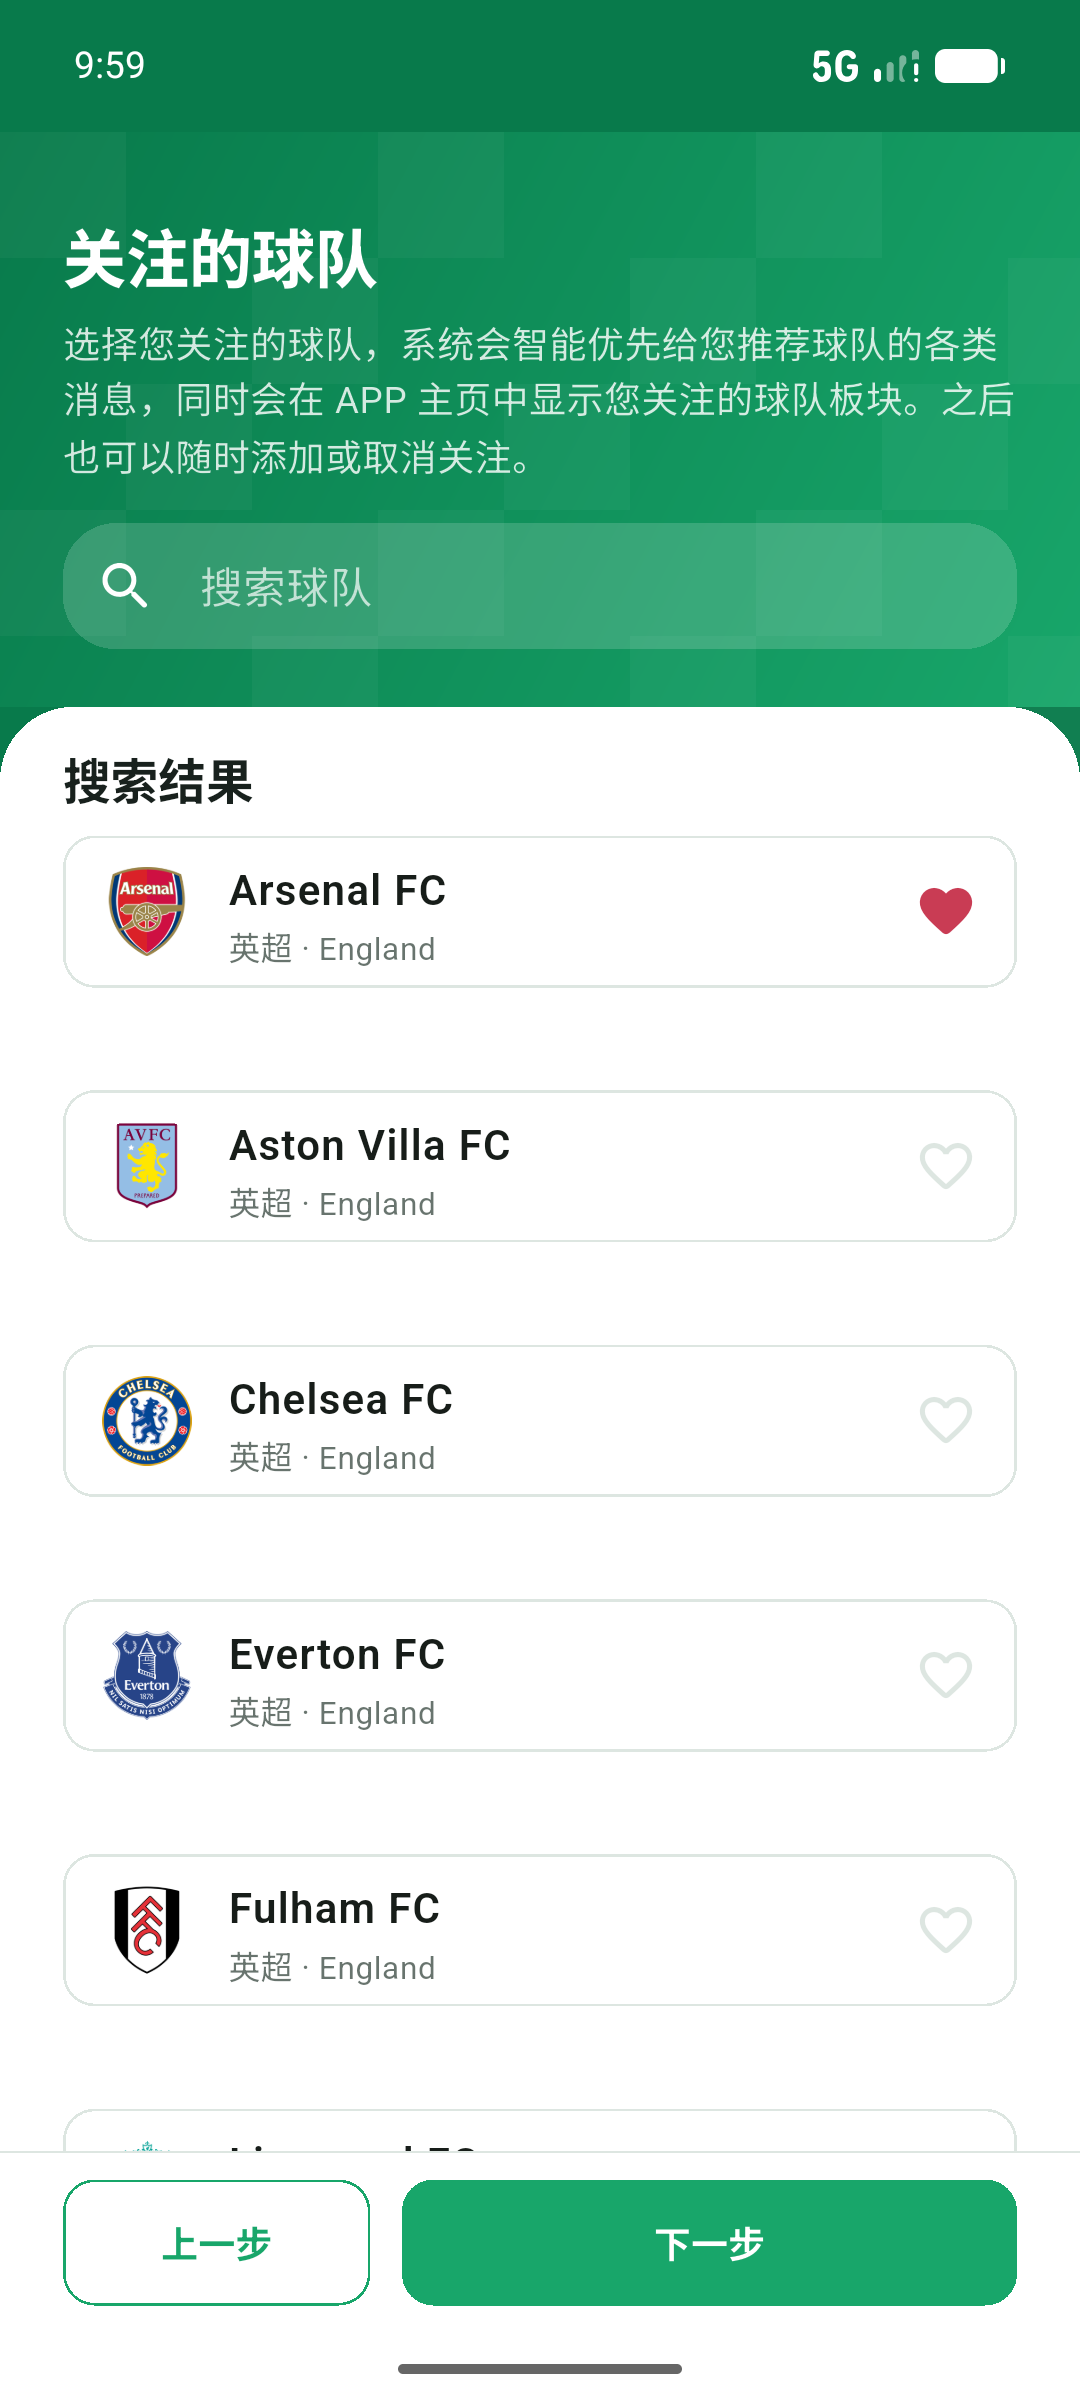 9:59
5G
关注的球队
选择您关注的球队，系统会智能优先给您推荐球队的各类
消息，同时会在 APP 主页中显示您关注的球队板块。之后
也可以随时添加或取消关注。
搜索球队
搜索结果
Arsenal
Arsenal FC
英超 · England
AVFC
PREPARED
Aston Villa FC
英超 · England
CHELSEA
FOOTBALL CLUB
Chelsea FC
英超 · England
Everton
1878
NIL SATIS NISI OPTIMUM
Everton FC
英超 · England
Fulham FC
英超 · England
上一步
下一步